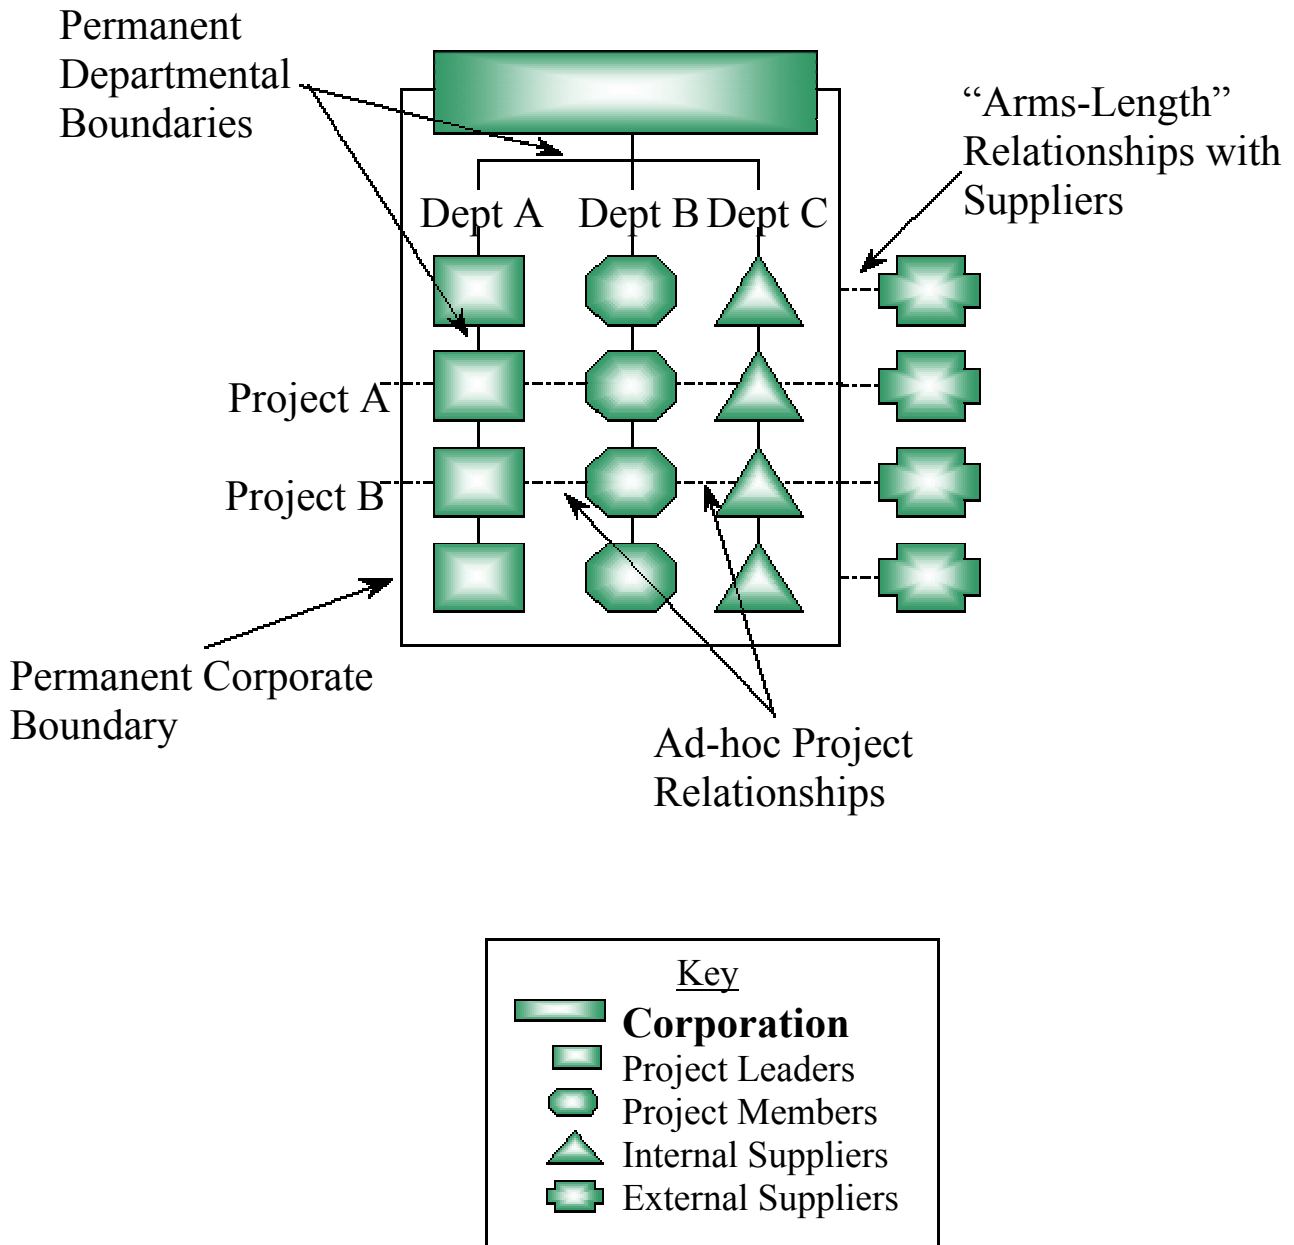 Permanent
Departmental
Boundaries
“Arms-Length”
Relationships with
Suppliers
Dept A
Dept B
Dept C
Project A
Project B
Permanent Corporate
Boundary
Ad-hoc Project
Relationships
Key
Corporation
Project Leaders
Project Members
Internal Suppliers
External Suppliers